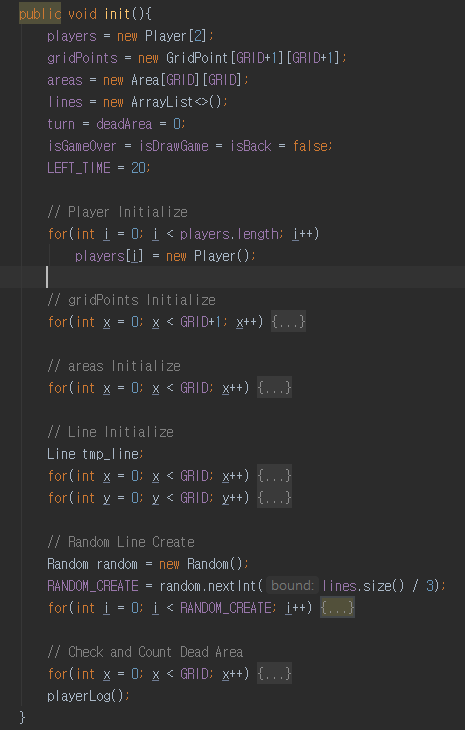 public void init(){
players = new Player[2];
gridPoints = new GridPoint[GRID+1][GRID+1];
areas = new Area[GRID][GRID];
lines = new ArrayList<>();
turn = deadArea = 0;
isGameOver = isDrawGame = isBack = false;
LEFT_TIME = 20;
// Player Initialize
for(int i = 0; i < players.length; i++)
players[i] = new Player();
// gridPoints Initialize
for(int x = 0; x < GRID+1; x++) {...}
// areas Initialize
for(int x = 0; x < GRID; x++) {...}
// Line Initialize
Line tmp_line;
for(int x = 0; x < GRID; x++) {...}
for(int y = 0; y < GRID; y++) {...}
// Random Line Create
Random random = new Random();
RANDOM_CREATE = random.nextInt( bound: lines.size() / 3);
for(int i = 0; i < RANDOM_CREATE; i++) {...}
// Check and Count Dead Area
for(int x = 0; x < GRID; x++) {...}
playerLog();
}